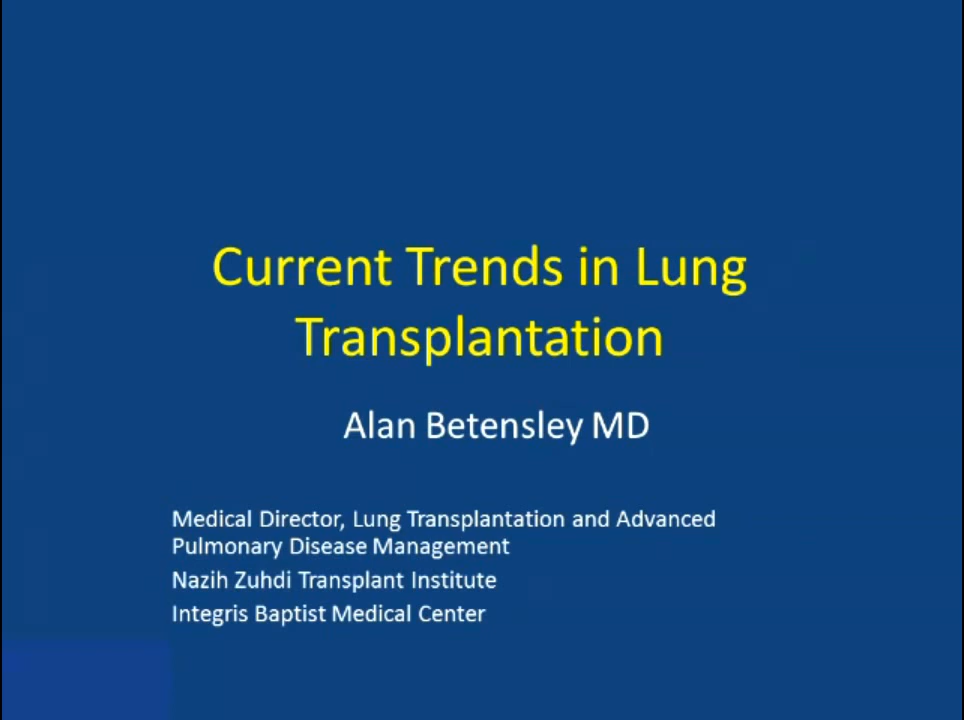 Current Trends in Lung
Transplantation
Alan Betensley MD
Medical Director, Lung Transplantation and Advanced
Pulmonary Disease Management
Nazih Zuhdi Transplant Institute
Integris Baptist Medical Center